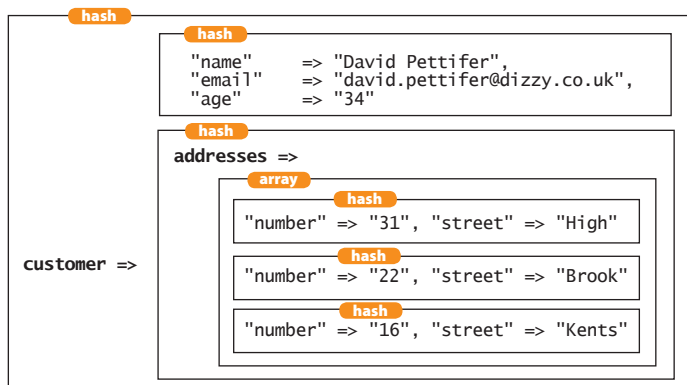 hash
hash
"name" => "David Pettifer",
"email" => "david.pettifer@dizzy.co.uk",
"age" => "34"
hash
addresses =>
array
hash
"number" => "31", "street" => "High"
hash
"number" => "22", "street" => "Brook"
customer =>
hash
"number" => "16", "street" => "Kents"